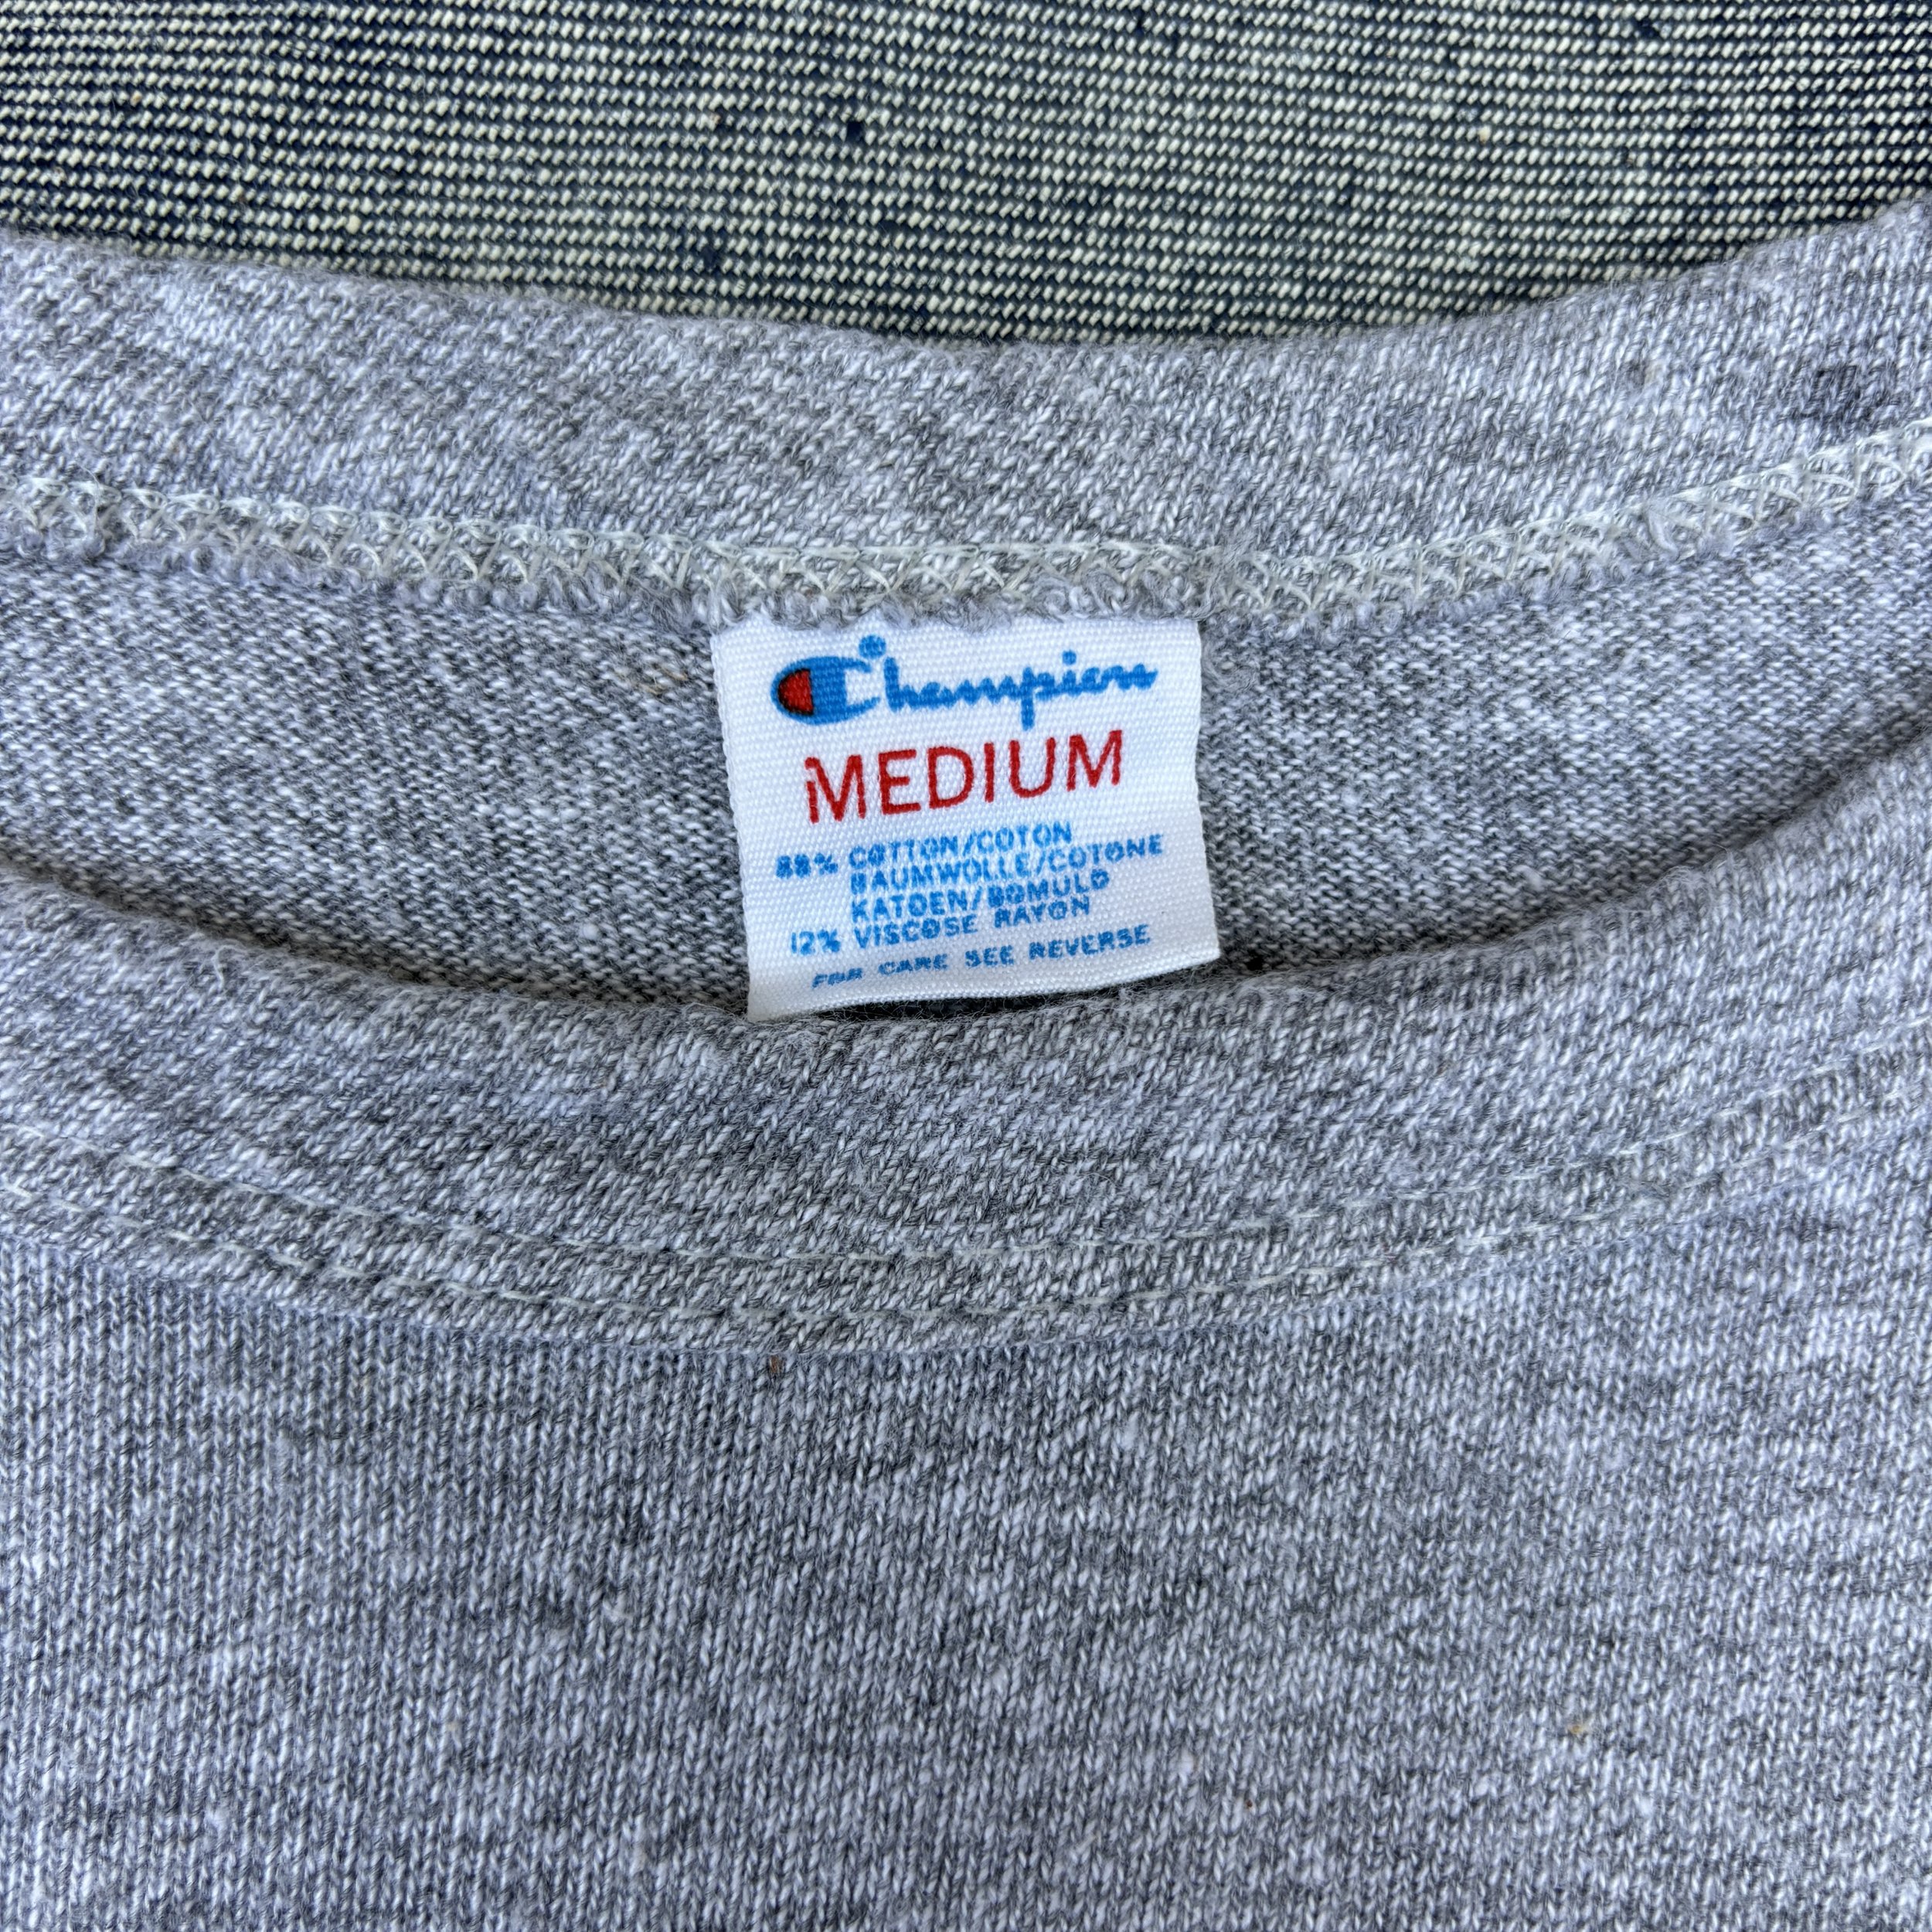 Champion
MEDIUM
88% COTTON/COTON
BAUMWOLLE/COTONE
KATOEN/BOMULD
12% VISCOSE RAYON
FOR CARE SEE REVERSE